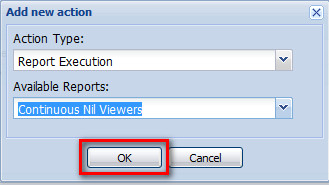 Add new action
Action Type:
Report Execution
Available Reports:
Continuous Nil Viewers
OK
Cancel